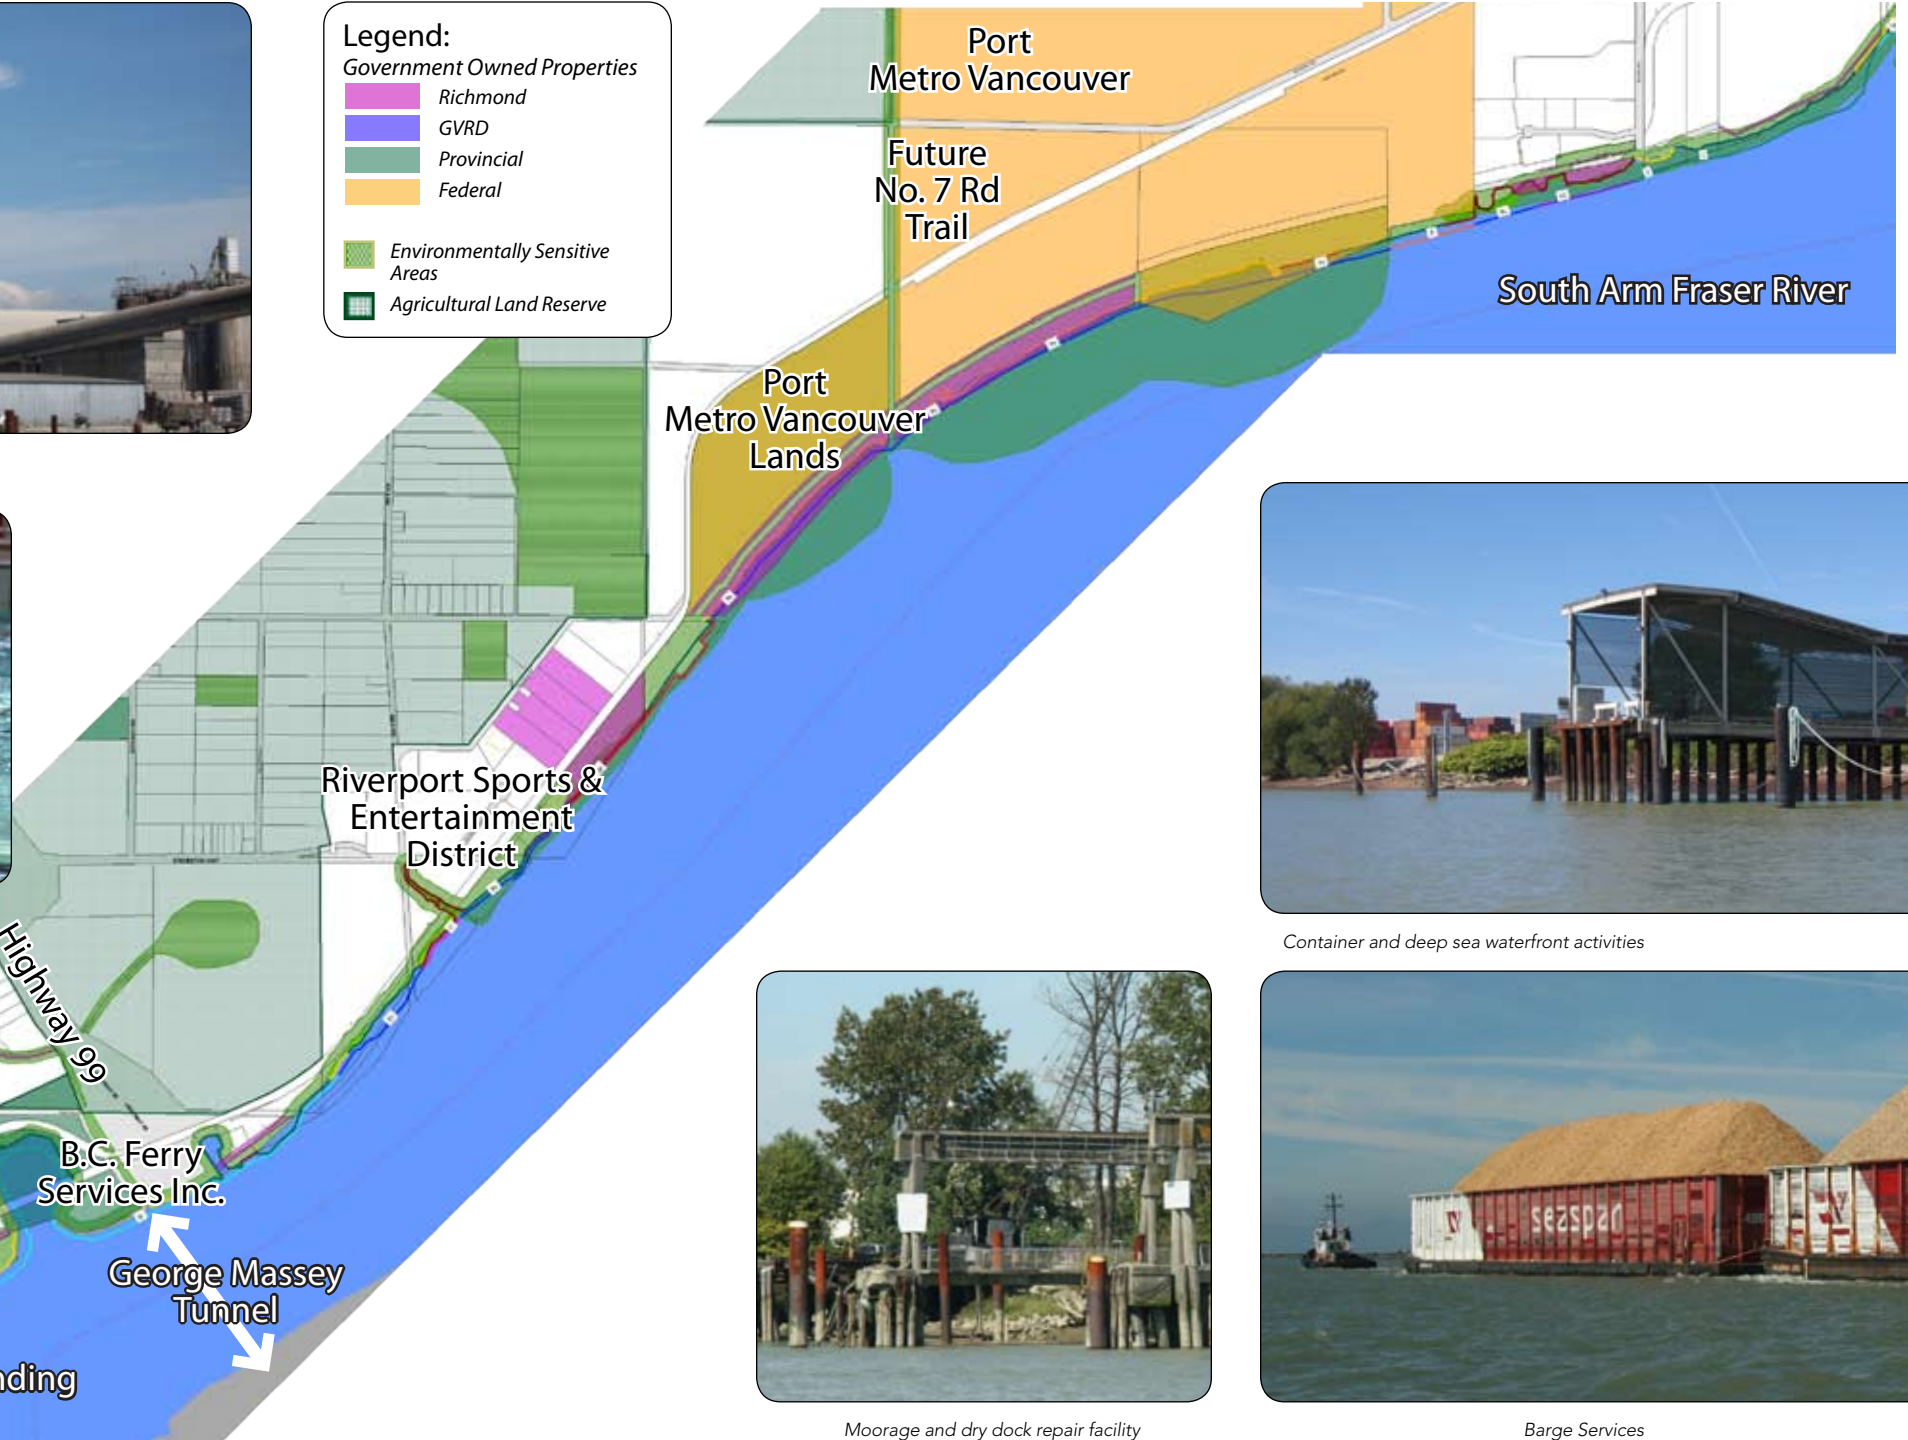 Legend:
Government Owned Properties
Richmond
GVRD
Provincial
Federal
Environmentally Sensitive
Areas
Agricultural Land Reserve
Port
Metro Vancouver
Future
No. 7 Rd
Trail
South Arm Fraser River
Port
Metro Vancouver
Lands
Riverport Sports &
Entertainment
District
Highway 99
B.C. Ferry
Services Inc.
George Massey
Tunnel
nding
Container and deep sea waterfront activities
seaspan
Moorage and dry dock repair facility
Barge Services